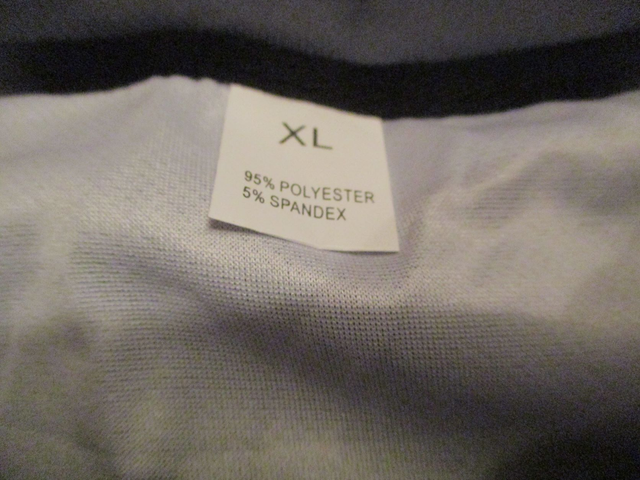 XL
95% POLYESTER
5% SPANDEX